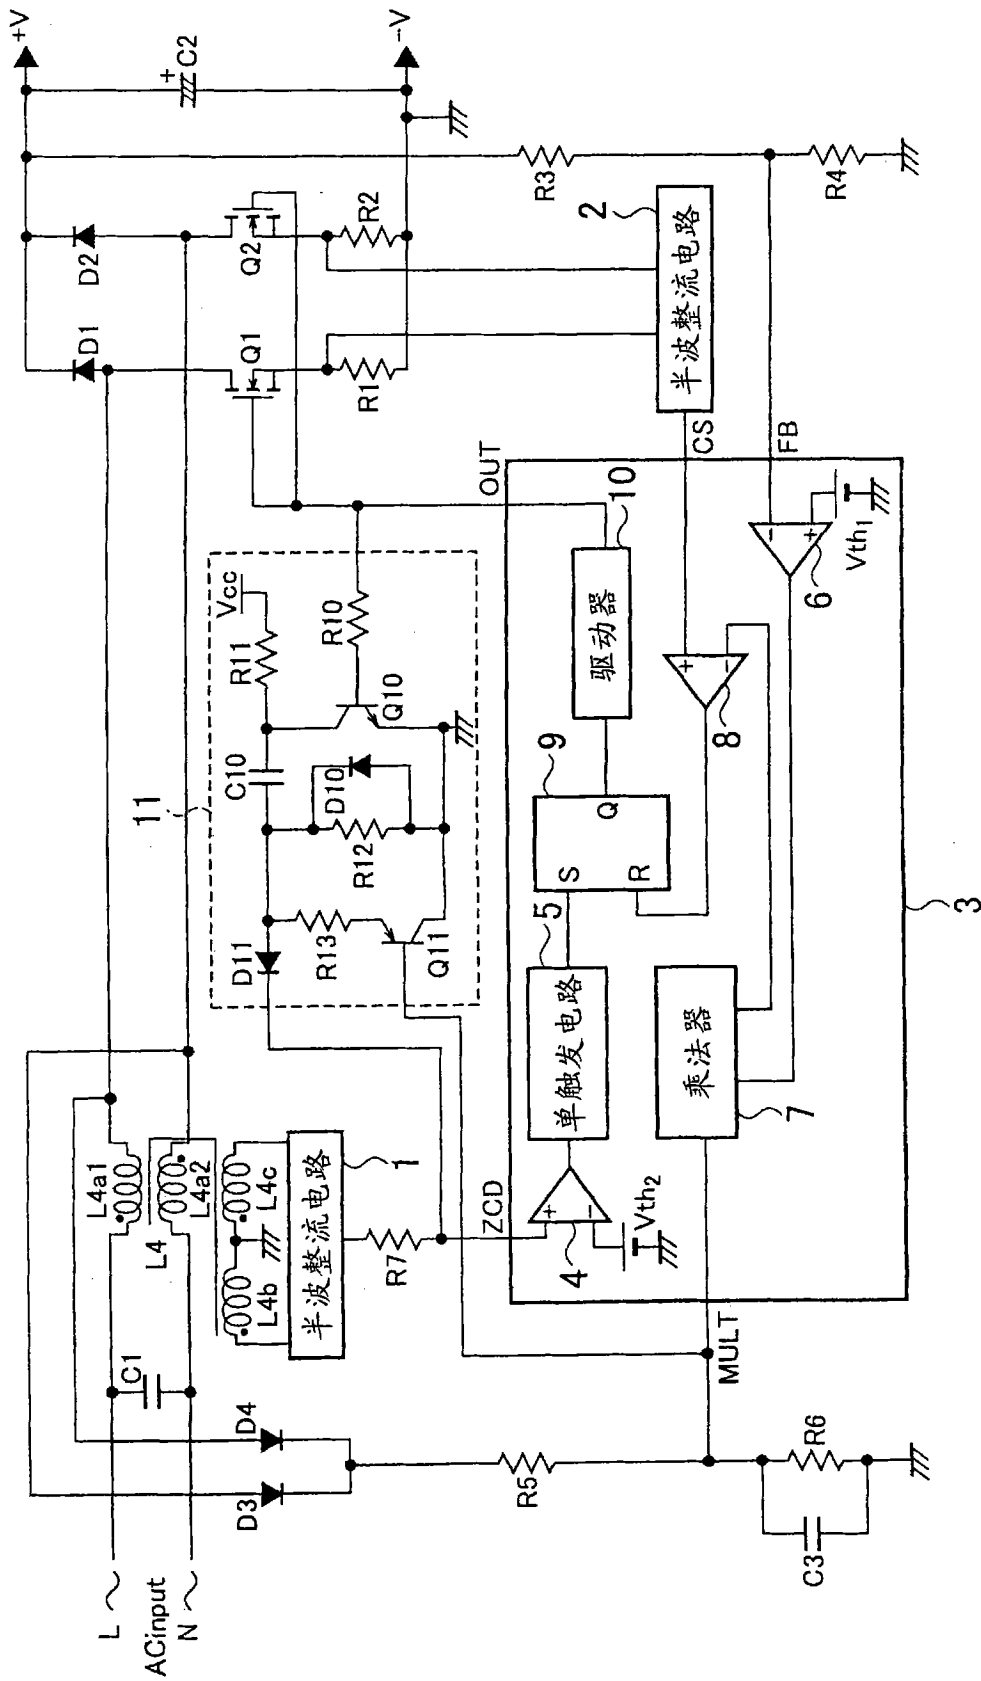 L
ACinput
N
D3
D4
C1
L4
L4a1
L4a2
L4b
L4c
半波整流电路
1
R7
ZCD
11
D11
R13
Q11
C10
R12
D10
R11
Vcc
Q10
R10
D1
D2
Q1
Q2
R1
R2
+V
+
C2
-V
R3
R4
2
半波整流电路
OUT
CS
FB
10
驱动器
9
S
R
Q
5
单触发电路
+
-
4
Vth2
乘法器
7
+
-
8
-
+
6
Vth1
3
MULT
R5
R6
C3